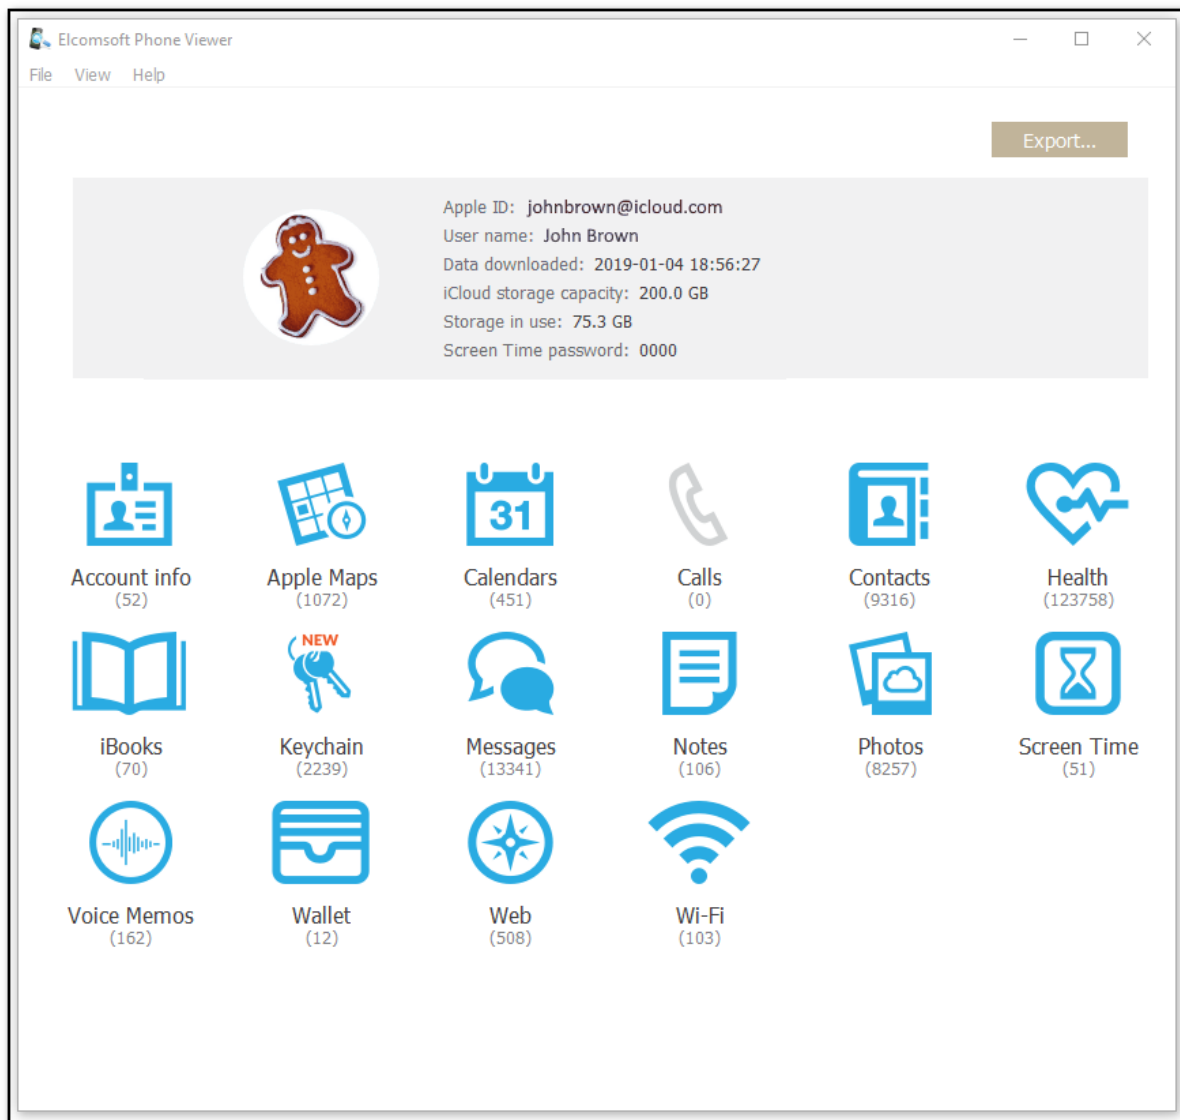 Elcomsoft Phone Viewer
File View Help
Export...
Apple ID: johnbrown@icloud.com
User name: John Brown
Data downloaded: 2019-01-04 18:56:27
iCloud storage capacity: 200.0 GB
Storage in use: 75.3 GB
Screen Time password: 0000
31
Account info Apple Maps Calendars Calls Contacts Health
(52) (1072) (451) (0) (9316) (123758)
NEW
iBooks Keychain Messages Notes Photos Screen Time
(70) (2239) (13341) (106) (8257) (51)
Voice Memos Wallet Web Wi-Fi
(162) (12) (508) (103)